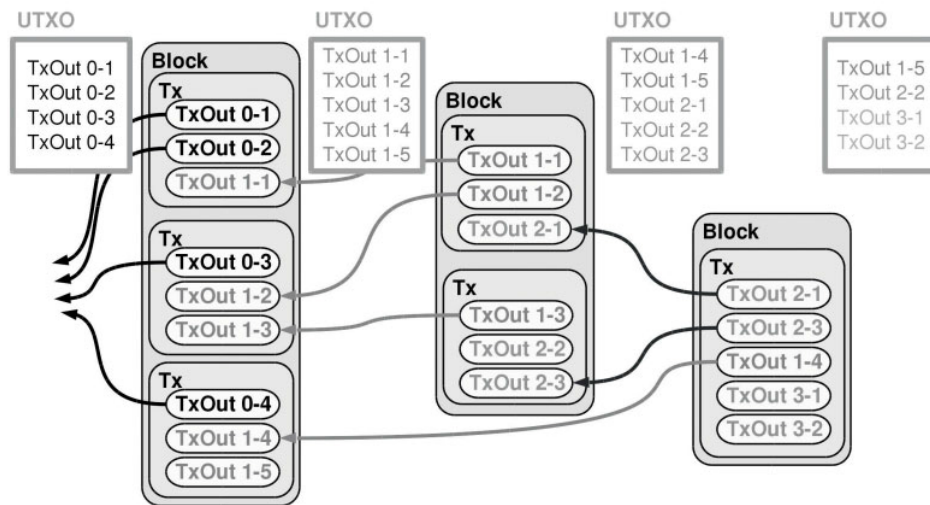 UTXO
TxOut 0-1
TxOut 0-2
TxOut 0-3
TxOut 0-4
Block
Tx
TxOut 0-1
TxOut 0-2
TxOut 1-1
Tx
TxOut 0-3
TxOut 1-2
TxOut 1-3
Tx
TxOut 0-4
TxOut 1-4
TxOut 1-5
UTXO
TxOut 1-1
TxOut 1-2
TxOut 1-3
TxOut 1-4
TxOut 1-5
Block
Tx
TxOut 1-1
TxOut 1-2
TxOut 2-1
Tx
TxOut 1-3
TxOut 2-2
TxOut 2-3
UTXO
TxOut 1-4
TxOut 1-5
TxOut 2-1
TxOut 2-2
TxOut 2-3
Block
Tx
TxOut 2-1
TxOut 2-3
TxOut 1-4
TxOut 3-1
TxOut 3-2
UTXO
TxOut 1-5
TxOut 2-2
TxOut 3-1
TxOut 3-2